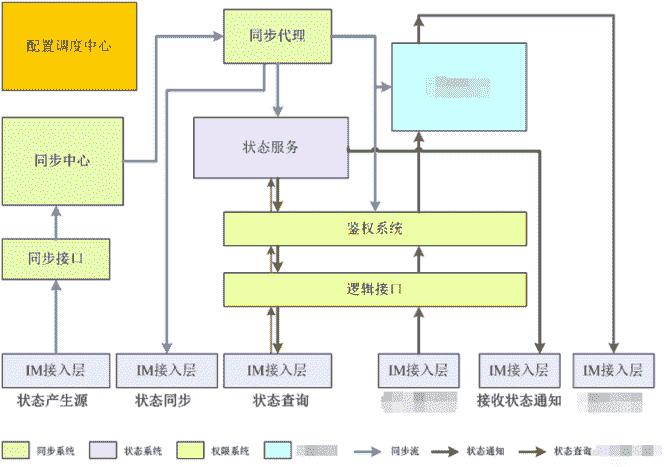 配置调度中心
同步代理
同步中心
状态服务
鉴权系统
同步接口
逻辑接口
IM接入层
IM接入层
IM接入层
IM接入层
IM接入层
IM接入层
状态产生源
状态同步
状态查询
接收状态通知
同步系统
状态系统
权限系统
同步流
状态通知
状态查询